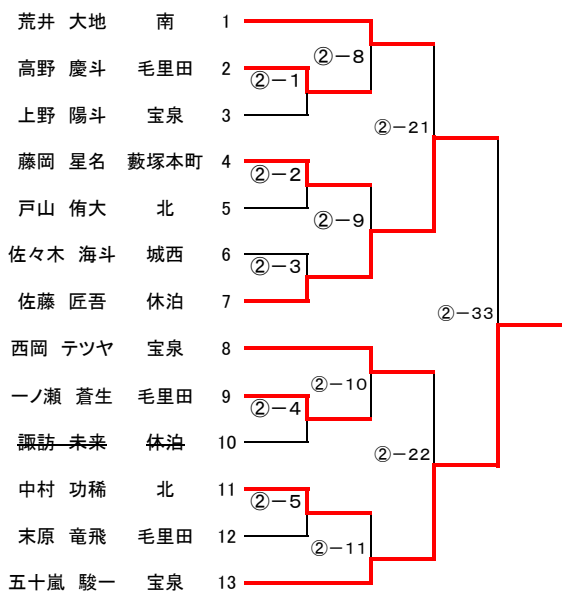 荒井 大地 南 1
②-8
高野 慶斗 毛里田 2
②-1
上野 陽斗 宝泉 3
②-21
藤岡 星名 藪塚本町 4
②-2
戸山 侑大 北 5
②-9
佐々木 海斗 城西 6
②-3
佐藤 匠吾 休泊 7
②-33
西岡 テツヤ 宝泉 8
②-10
一ノ瀬 蒼生 毛里田 9
②-4
諏訪 未来 休泊 10
②-22
中村 功稀 北 11
②-5
末原 竜飛 毛里田 12
②-11
五十嵐 駿一 宝泉 13